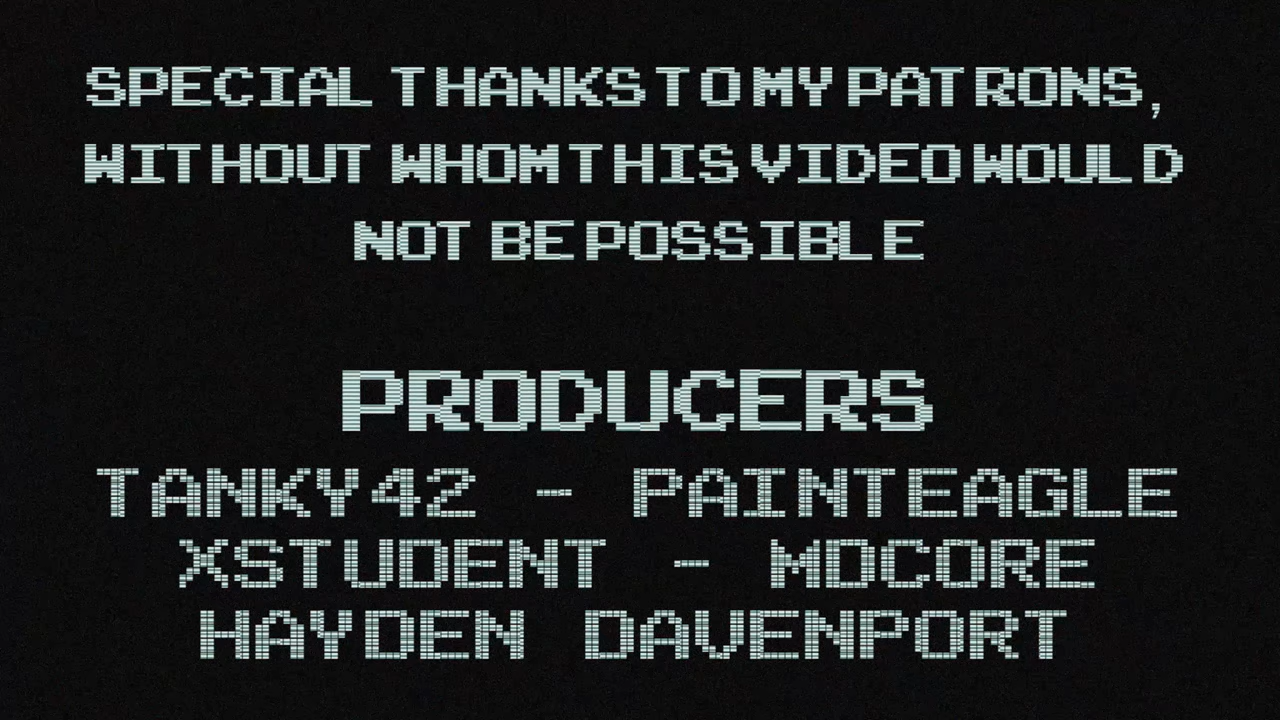 SPECIAL THANKS TO MY PATRONS,
WITHOUT WHOM THIS VIDEO WOULD
NOT BE POSSIBLE
PRODUCERS
TANKY42 - PAINTEAGLE
XSTUDENT - MDCORE
HAYDEN DAVENPORT